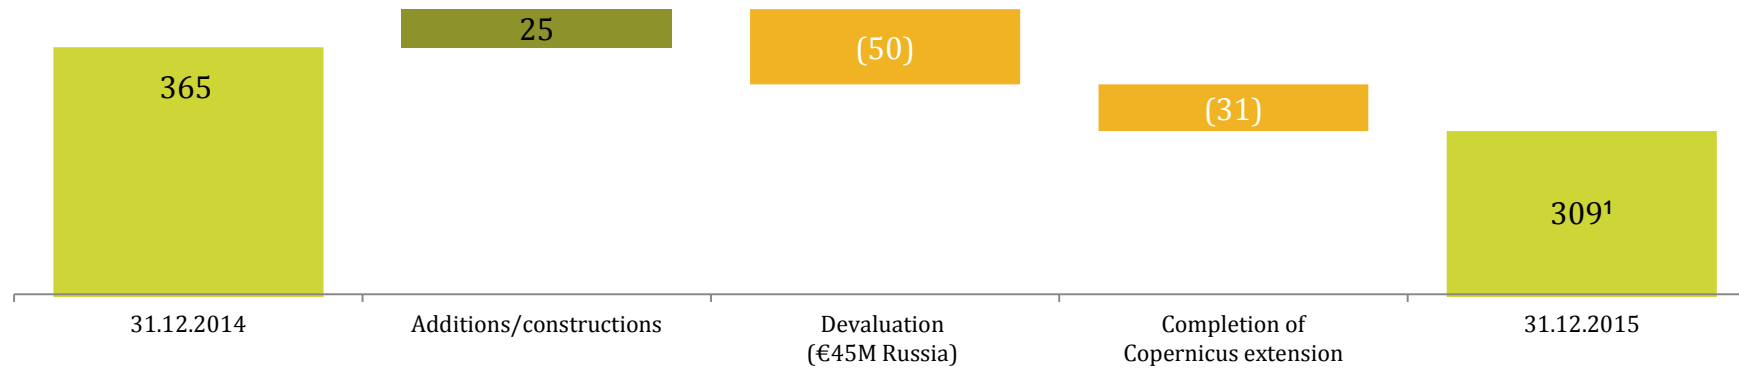 25
(50)
365
(31)
309¹
31.12.2014
Additions/constructions
Devaluation
(€45M Russia)
Completion of
Copernicus extension
31.12.2015